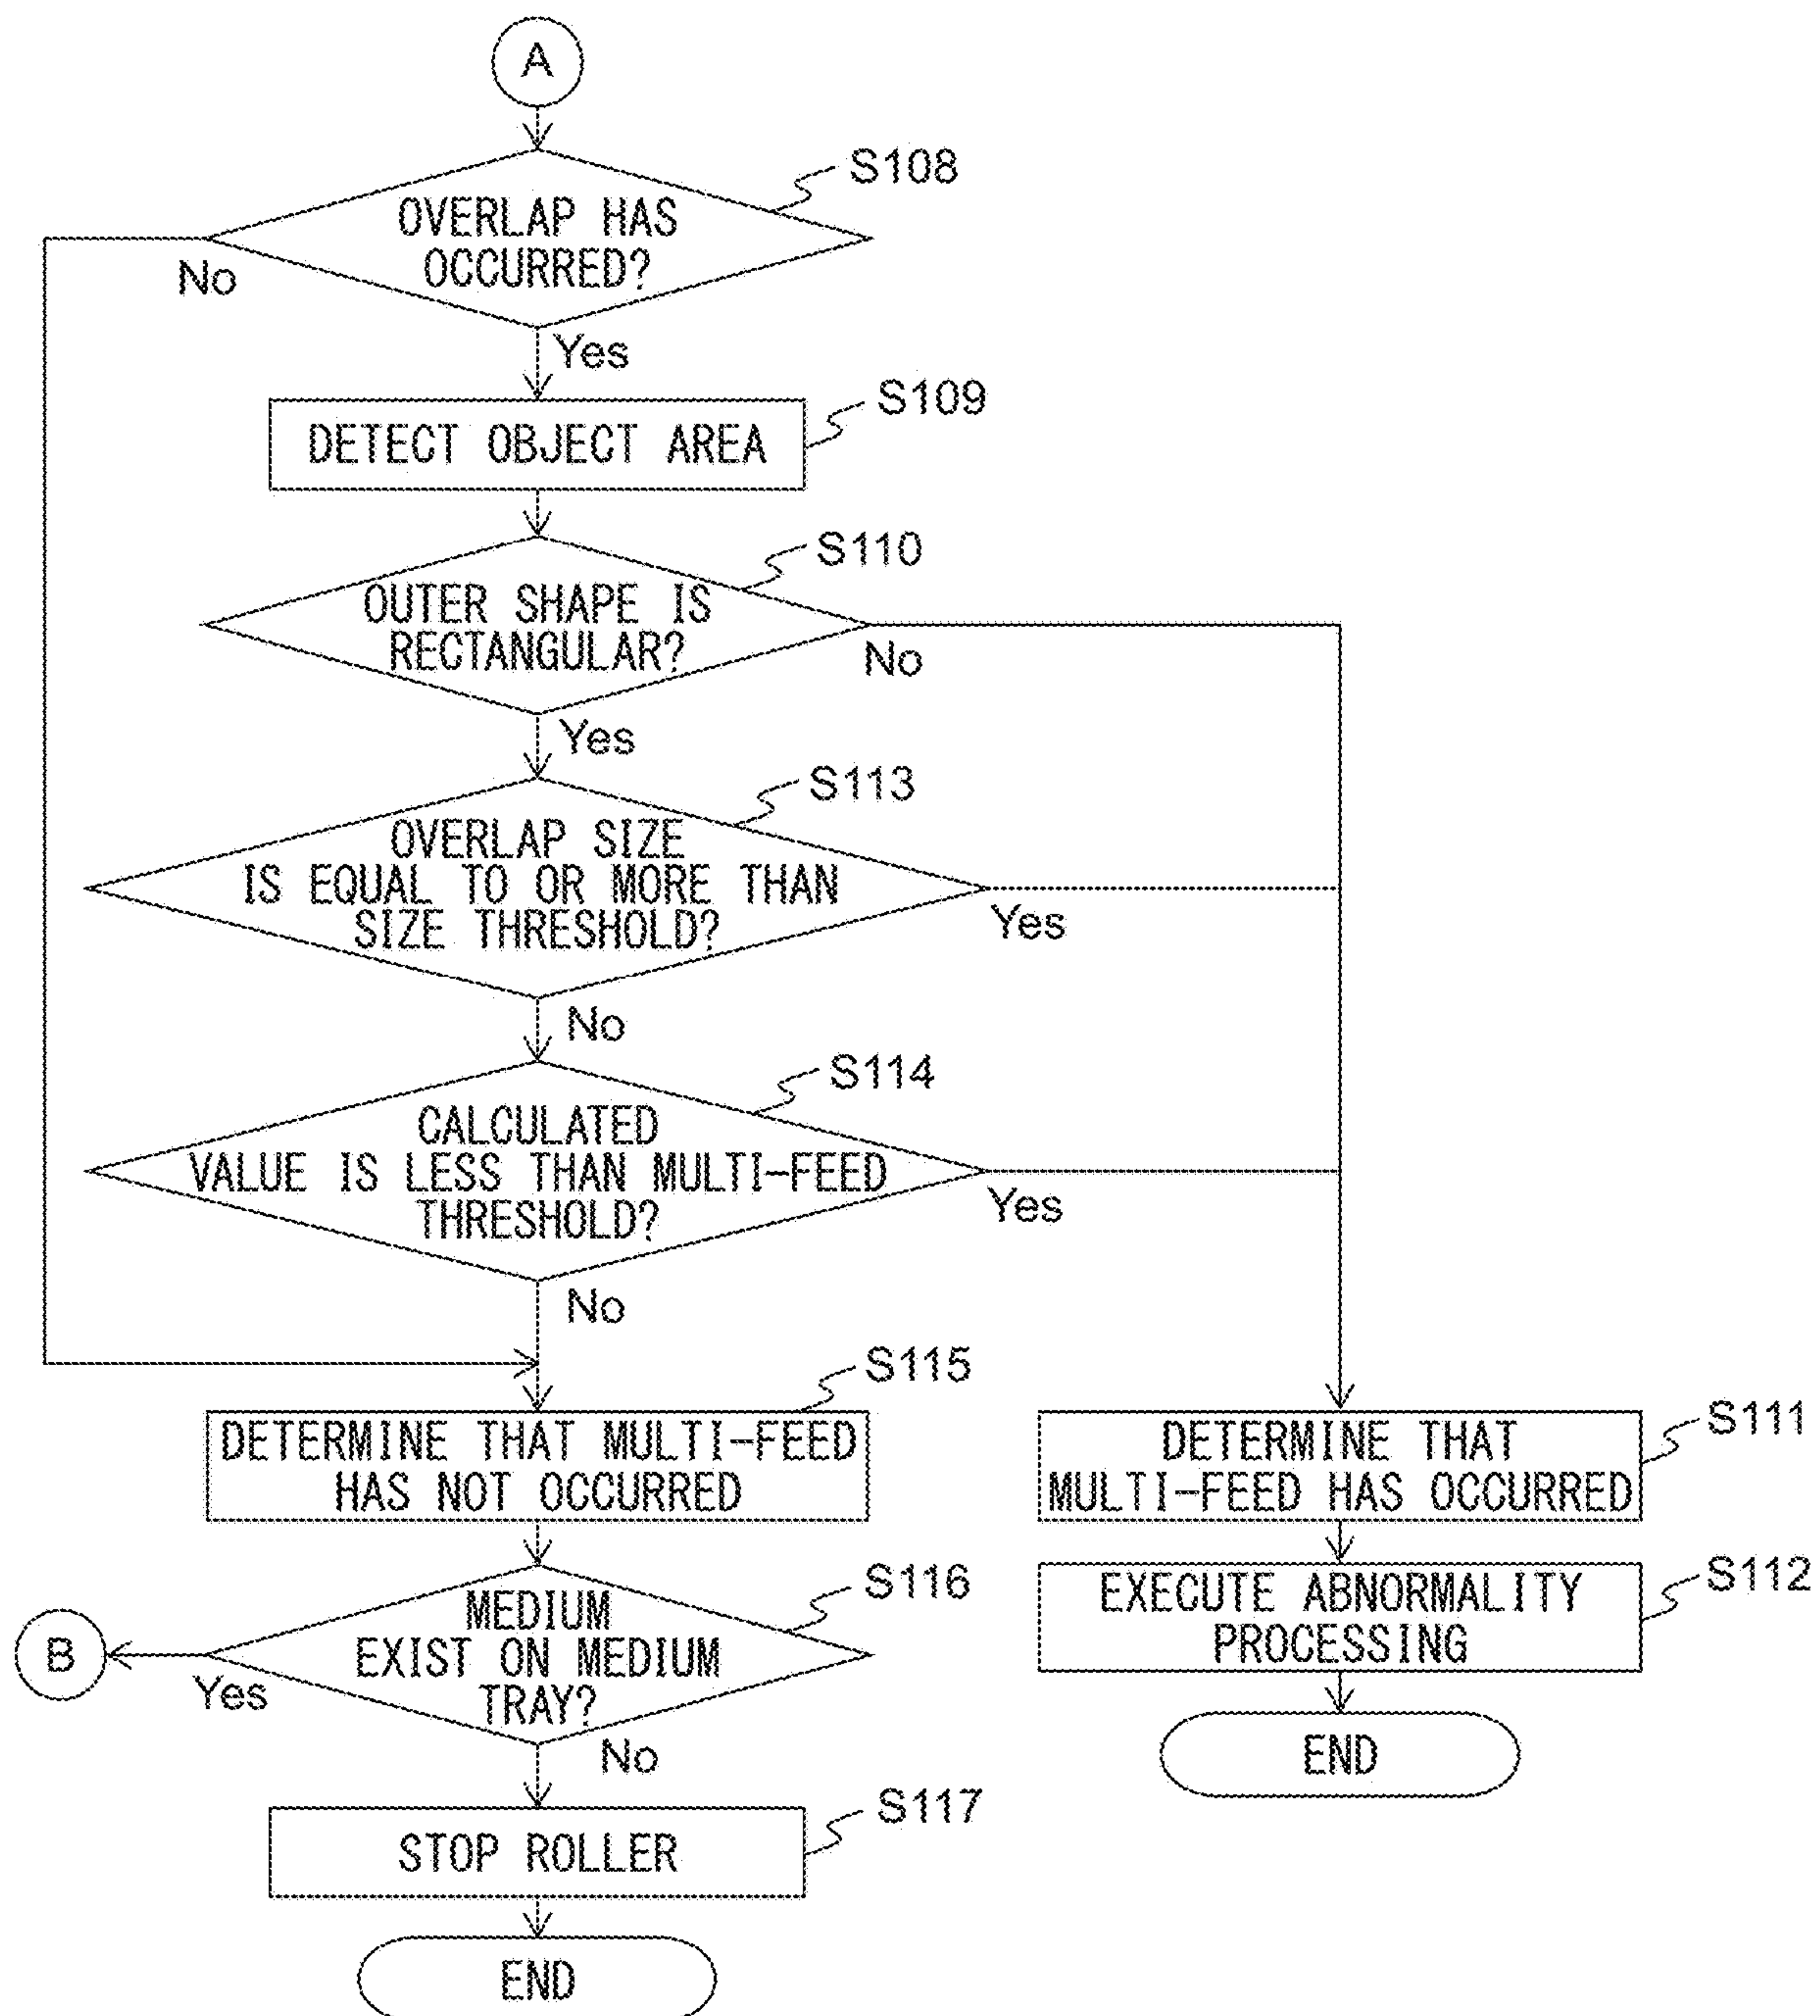 A
S108
OVERLAP HAS
OCCURRED?
No
Yes
S109
DETECT OBJECT AREA
S110
OUTER SHAPE IS
RECTANGULAR?
No
Yes
S113
OVERLAP SIZE
IS EQUAL TO OR MORE THAN
SIZE THRESHOLD?
Yes
No
S114
CALCULATED
VALUE IS LESS THAN MULTI-FEED
THRESHOLD?
Yes
No
S115
DETERMINE THAT MULTI-FEED
HAS NOT OCCURRED
S111
DETERMINE THAT
MULTI-FEED HAS OCCURRED
S116
MEDIUM
EXIST ON MEDIUM
TRAY?
B
Yes
No
S112
EXECUTE ABNORMALITY
PROCESSING
END
S117
STOP ROLLER
END